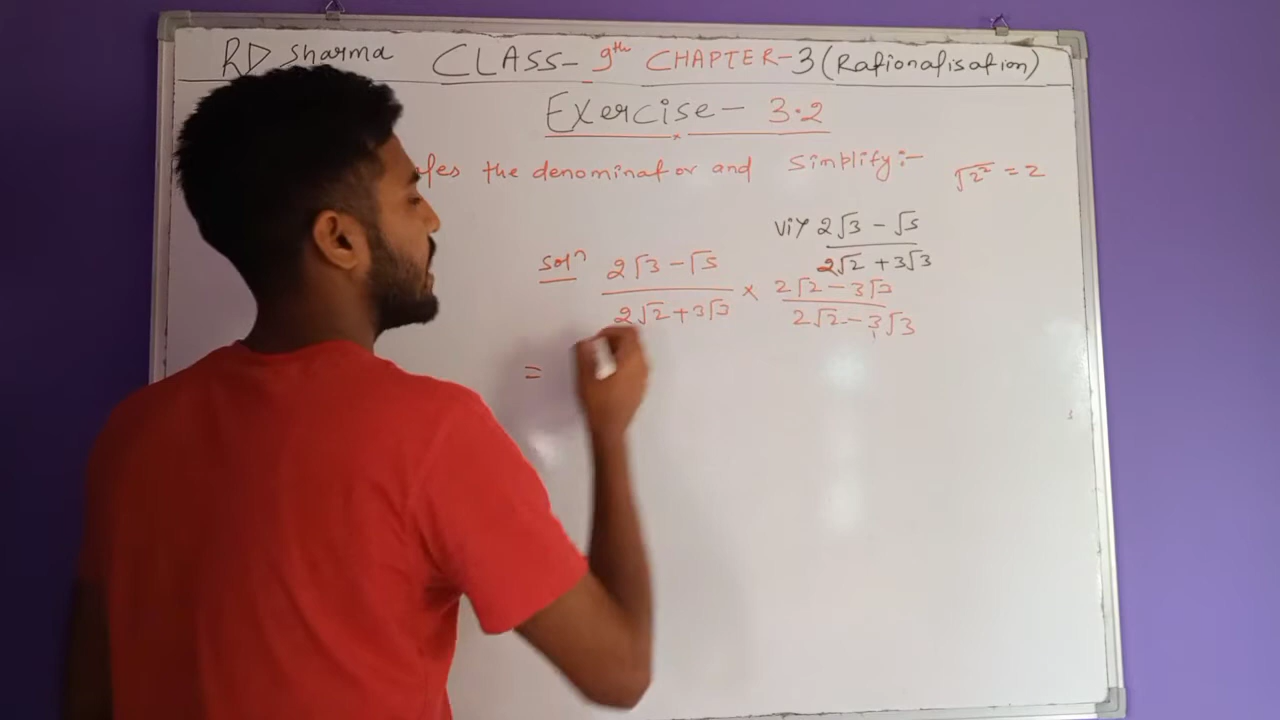 RD Sharma CLASS- 9th CHAPTER-3 (Rationalisation)
Exercise - 3.2
the denominator and Simplify:-
√2² = 2
vi) (2√3 - √5)/(2√2 + 3√3)
Solⁿ (2√3 - √5)/(2√2 + 3√3) × (2√2 - 3√3)/(2√2 - 3√3)
=